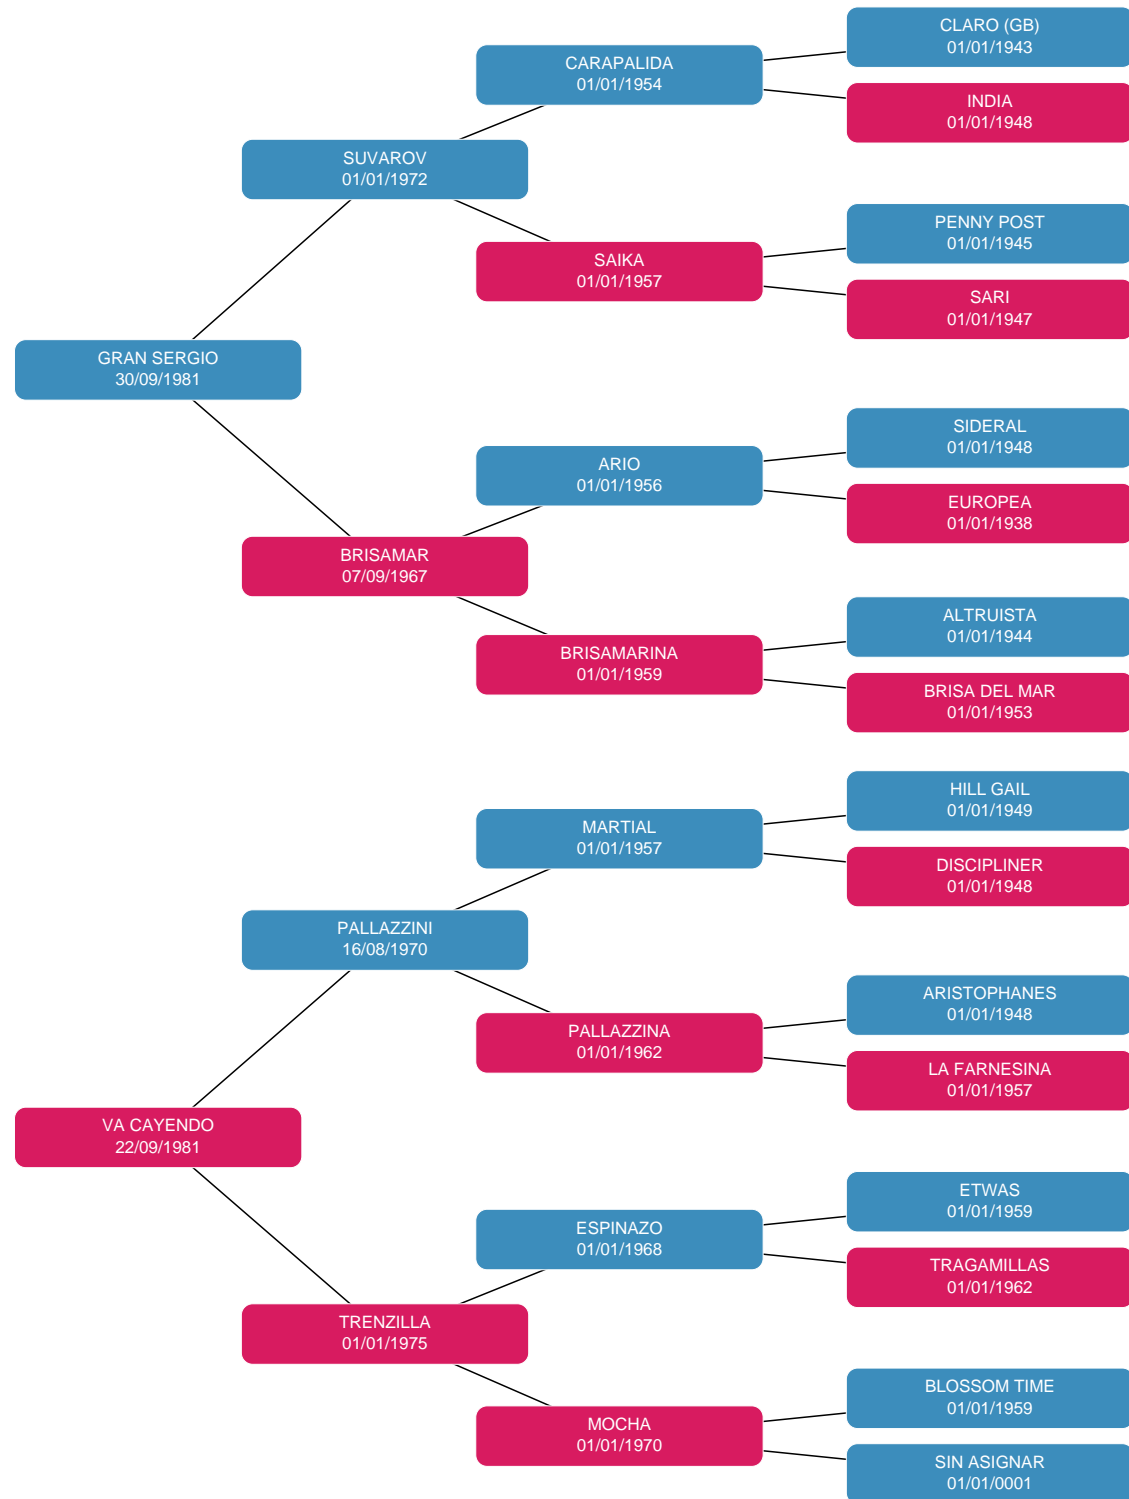 CLARO (GB)
01/01/1943
CARAPALIDA
01/01/1954
INDIA
01/01/1948
SUVAROV
01/01/1972
PENNY POST
01/01/1945
SAIKA
01/01/1957
SARI
01/01/1947
GRAN SERGIO
30/09/1981
SIDERAL
01/01/1948
ARIO
01/01/1956
EUROPEA
01/01/1938
BRISAMAR
07/09/1967
ALTRUISTA
01/01/1944
BRISAMARINA
01/01/1959
BRISA DEL MAR
01/01/1953
HILL GAIL
01/01/1949
MARTIAL
01/01/1957
DISCIPLINER
01/01/1948
PALLAZZINI
16/08/1970
ARISTOPHANES
01/01/1948
PALLAZZINA
01/01/1962
LA FARNESINA
01/01/1957
VA CAYENDO
22/09/1981
ETWAS
01/01/1959
ESPINAZO
01/01/1968
TRAGAMILLAS
01/01/1962
TRENZILLA
01/01/1975
BLOSSOM TIME
01/01/1959
MOCHA
01/01/1970
SIN ASIGNAR
01/01/0001